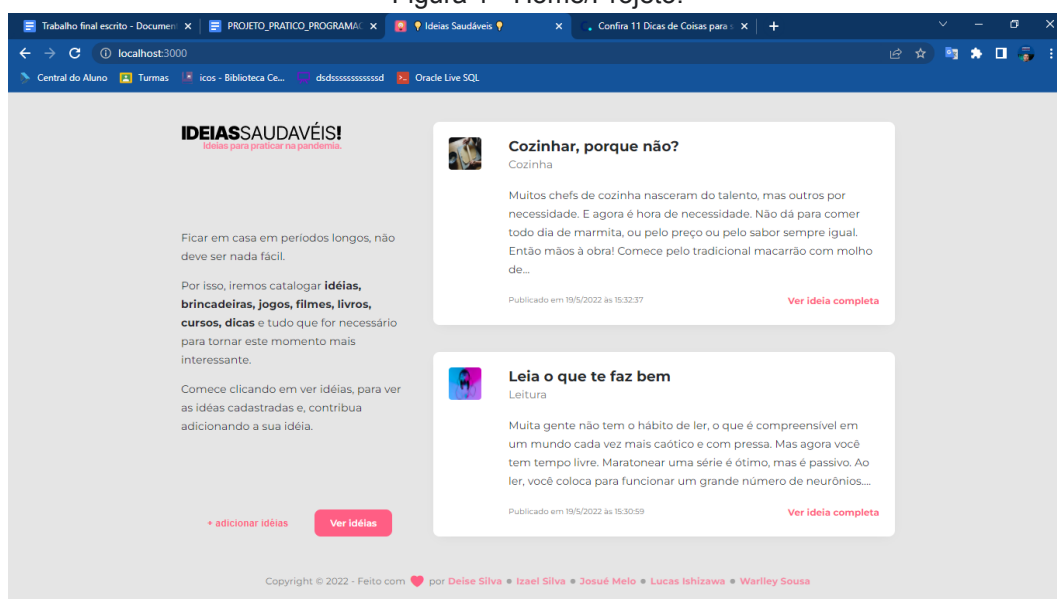 Trabalho final escrito - Document
PROJETO_PRATICO_PROGRAMAC
Ideias Saudáveis
Confira 11 Dicas de Coisas para
localhost:3000
Central do Aluno
Turmas
icos - Biblioteca Ce...
dsdsssssssssssd
Oracle Live SQL
IDEIASSAUDAVÉIS!
Ideias para praticar na pandemia.
Ficar em casa em períodos longos, não
deve ser nada fácil.
Por isso, iremos catalogar idéias,
brincadeiras, jogos, filmes, livros,
cursos, dicas e tudo que for necessário
para tornar este momento mais
interessante.
Comece clicando em ver idéias, para ver
as idéas cadastradas e, contribua
adicionando a sua idéia.
+ adicionar idéias
Ver idéias
Cozinhar, porque não?
Cozinha
Muitos chefs de cozinha nasceram do talento, mas outros por
necessidade. E agora é hora de necessidade. Não dá para comer
todo dia de marmita, ou pelo preço ou pelo sabor sempre igual.
Então mãos à obra! Comece pelo tradicional macarrão com molho
de...
Publicado em 19/5/2022 às 15:32:37
Ver ideia completa
Leia o que te faz bem
Leitura
Muita gente não tem o hábito de ler, o que é compreensível em
um mundo cada vez mais caótico e com pressa. Mas agora você
tem tempo livre. Maratonear uma série é ótimo, mas é passivo. Ao
ler, você coloca para funcionar um grande número de neurônios....
Publicado em 19/5/2022 às 15:30:59
Ver ideia completa
Copyright © 2022 - Feito com ❤ por Deise Silva • Izael Silva • Josué Melo • Lucas Ishizawa • Warlley Sousa